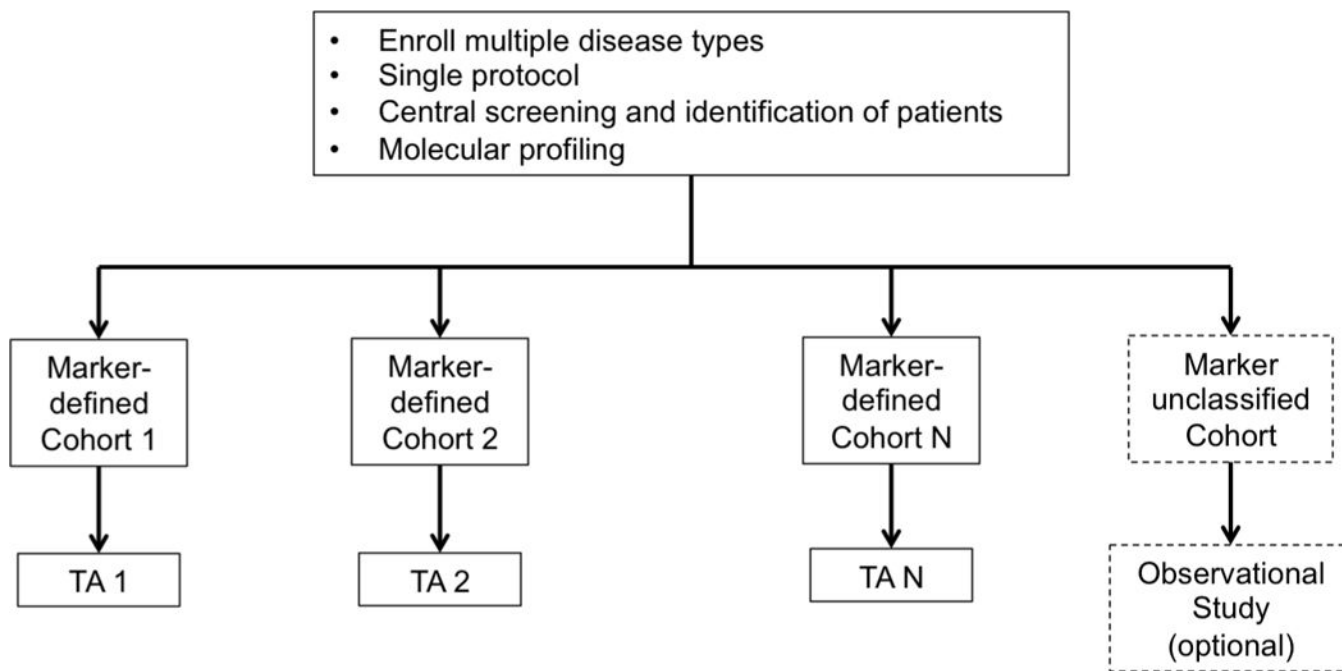 • Enroll multiple disease types
• Single protocol
• Central screening and identification of patients
• Molecular profiling
Marker-
defined
Cohort 1
Marker-
defined
Cohort 2
Marker-
defined
Cohort N
Marker
unclassified
Cohort
TA 1
TA 2
TA N
Observational
Study
(optional)